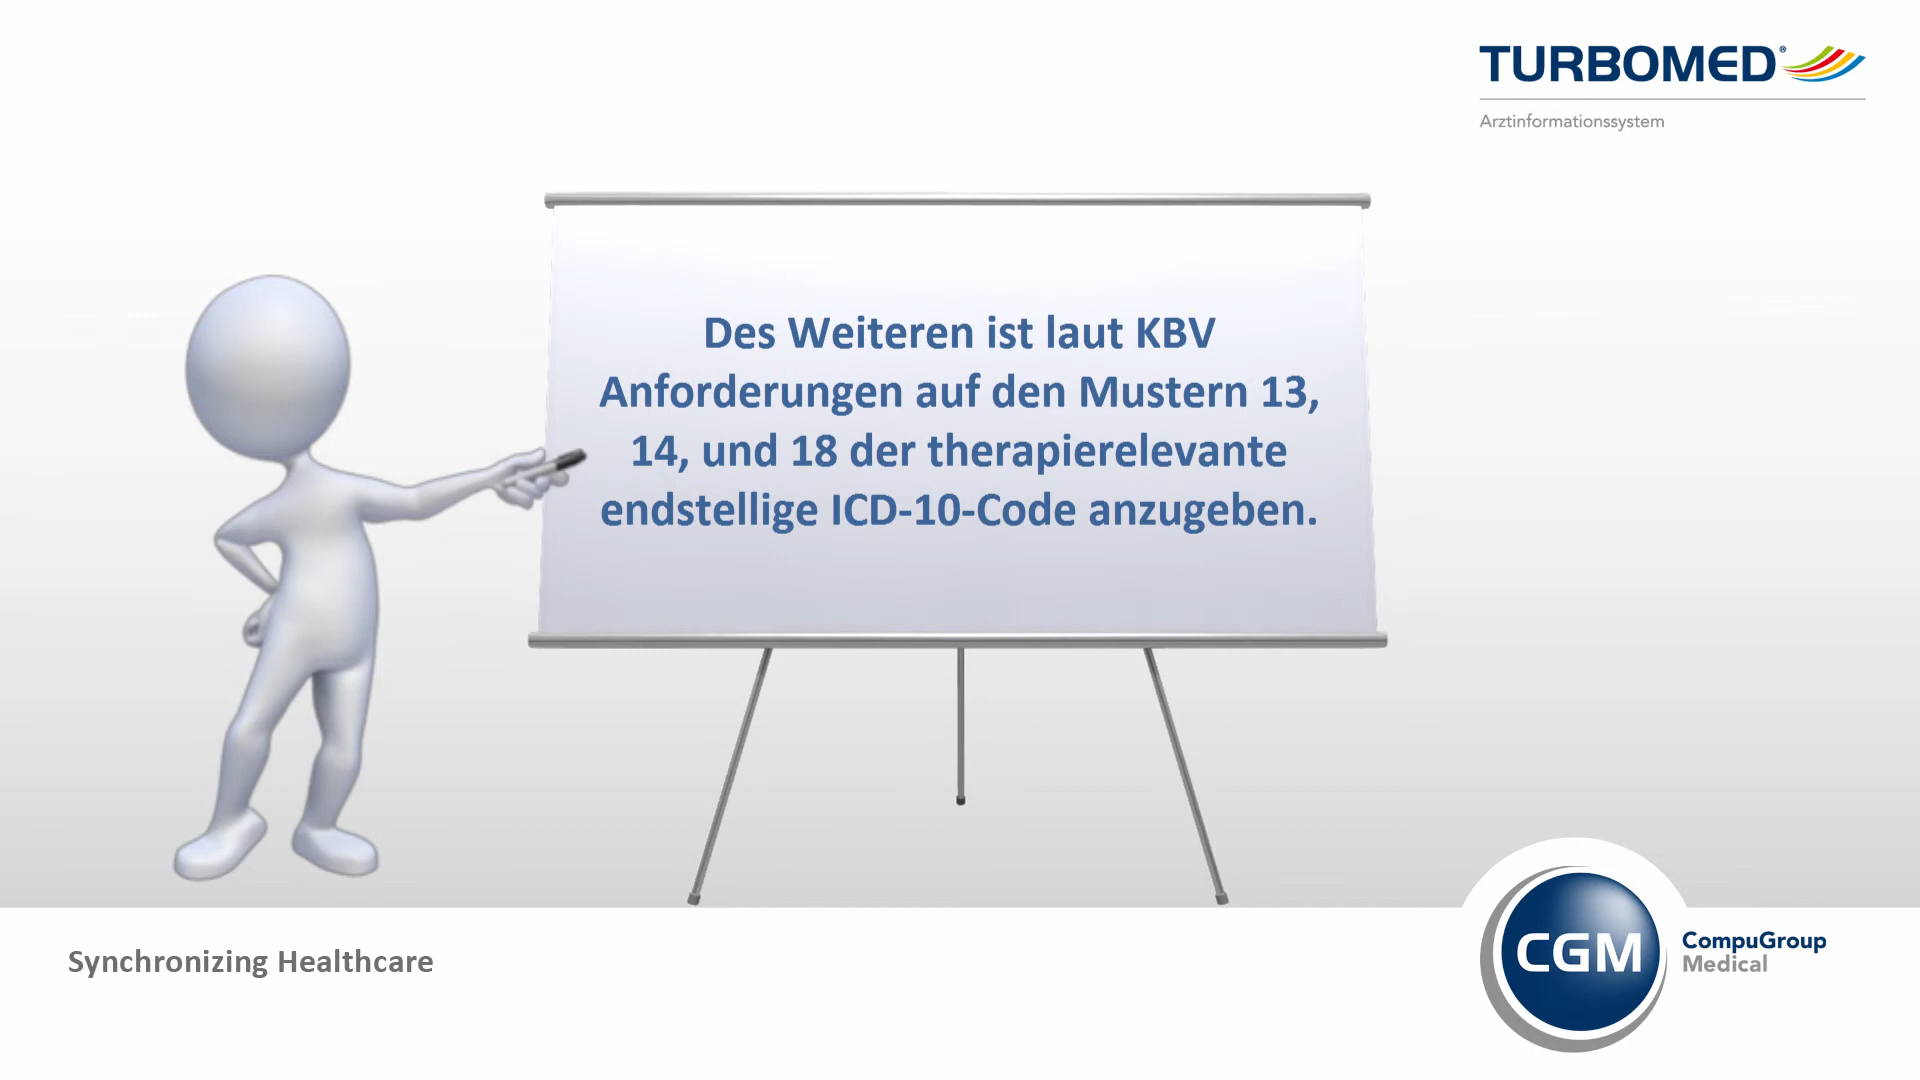 TURBOMED®
Arztinformationssystem
Des Weiteren ist laut KBV
Anforderungen auf den Mustern 13,
14, und 18 der therapierelevante
endstellige ICD-10-Code anzugeben.
Synchronizing Healthcare
CGM
CompuGroup
Medical